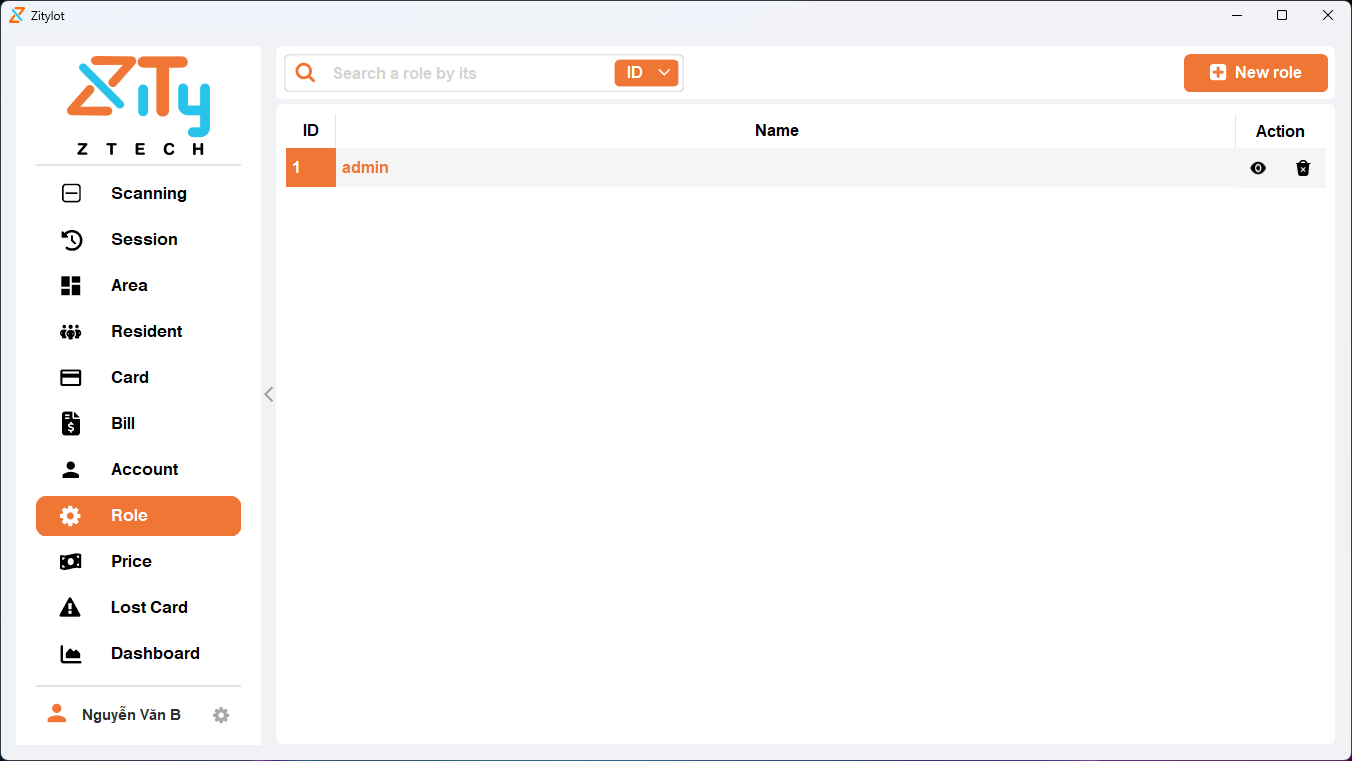 Zitylot
ZiTy
Z T E C H
Scanning
Session
Area
Resident
Card
Bill
Account
Role
Price
Lost Card
Dashboard
Nguyễn Văn B
Search a role by its
ID
New role
ID Name Action
1 admin